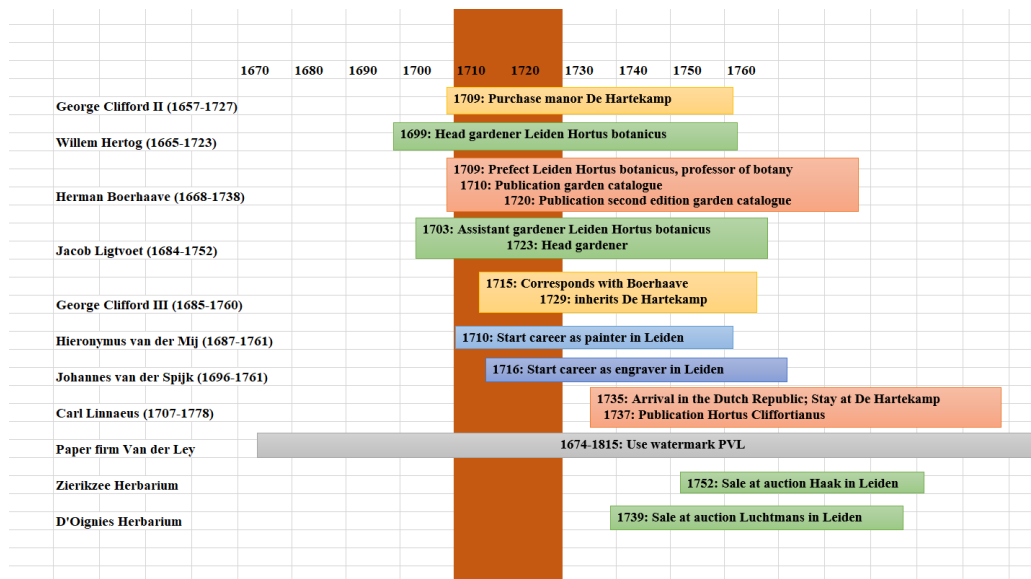 1670 1680 1690 1700 1710 1720 1730 1740 1750 1760
George Clifford II (1657-1727)
1709: Purchase manor De Hartekamp
Willem Hertog (1665-1723)
1699: Head gardener Leiden Hortus botanicus
Herman Boerhaave (1668-1738)
1709: Prefect Leiden Hortus botanicus, professor of botany
1710: Publication garden catalogue
1720: Publication second edition garden catalogue
Jacob Ligtvoet (1684-1752)
1703: Assistant gardener Leiden Hortus botanicus
1723: Head gardener
George Clifford III (1685-1760)
1715: Corresponds with Boerhaave
1729: inherits De Hartekamp
Hieronymus van der Mij (1687-1761)
1710: Start career as painter in Leiden
Johannes van der Spijk (1696-1761)
1716: Start career as engraver in Leiden
Carl Linnaeus (1707-1778)
1735: Arrival in the Dutch Republic; Stay at De Hartekamp
1737: Publication Hortus Cliffortianus
Paper firm Van der Ley
1674-1815: Use watermark PVL
Zierikzee Herbarium
1752: Sale at auction Haak in Leiden
D'Oignies Herbarium
1739: Sale at auction Luchtmans in Leiden